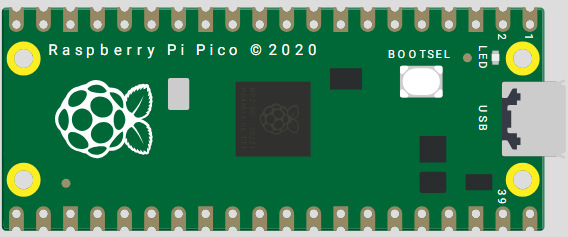 Raspberry Pi Pico ©2020
BOOTSEL
LED
USB
2
1
39